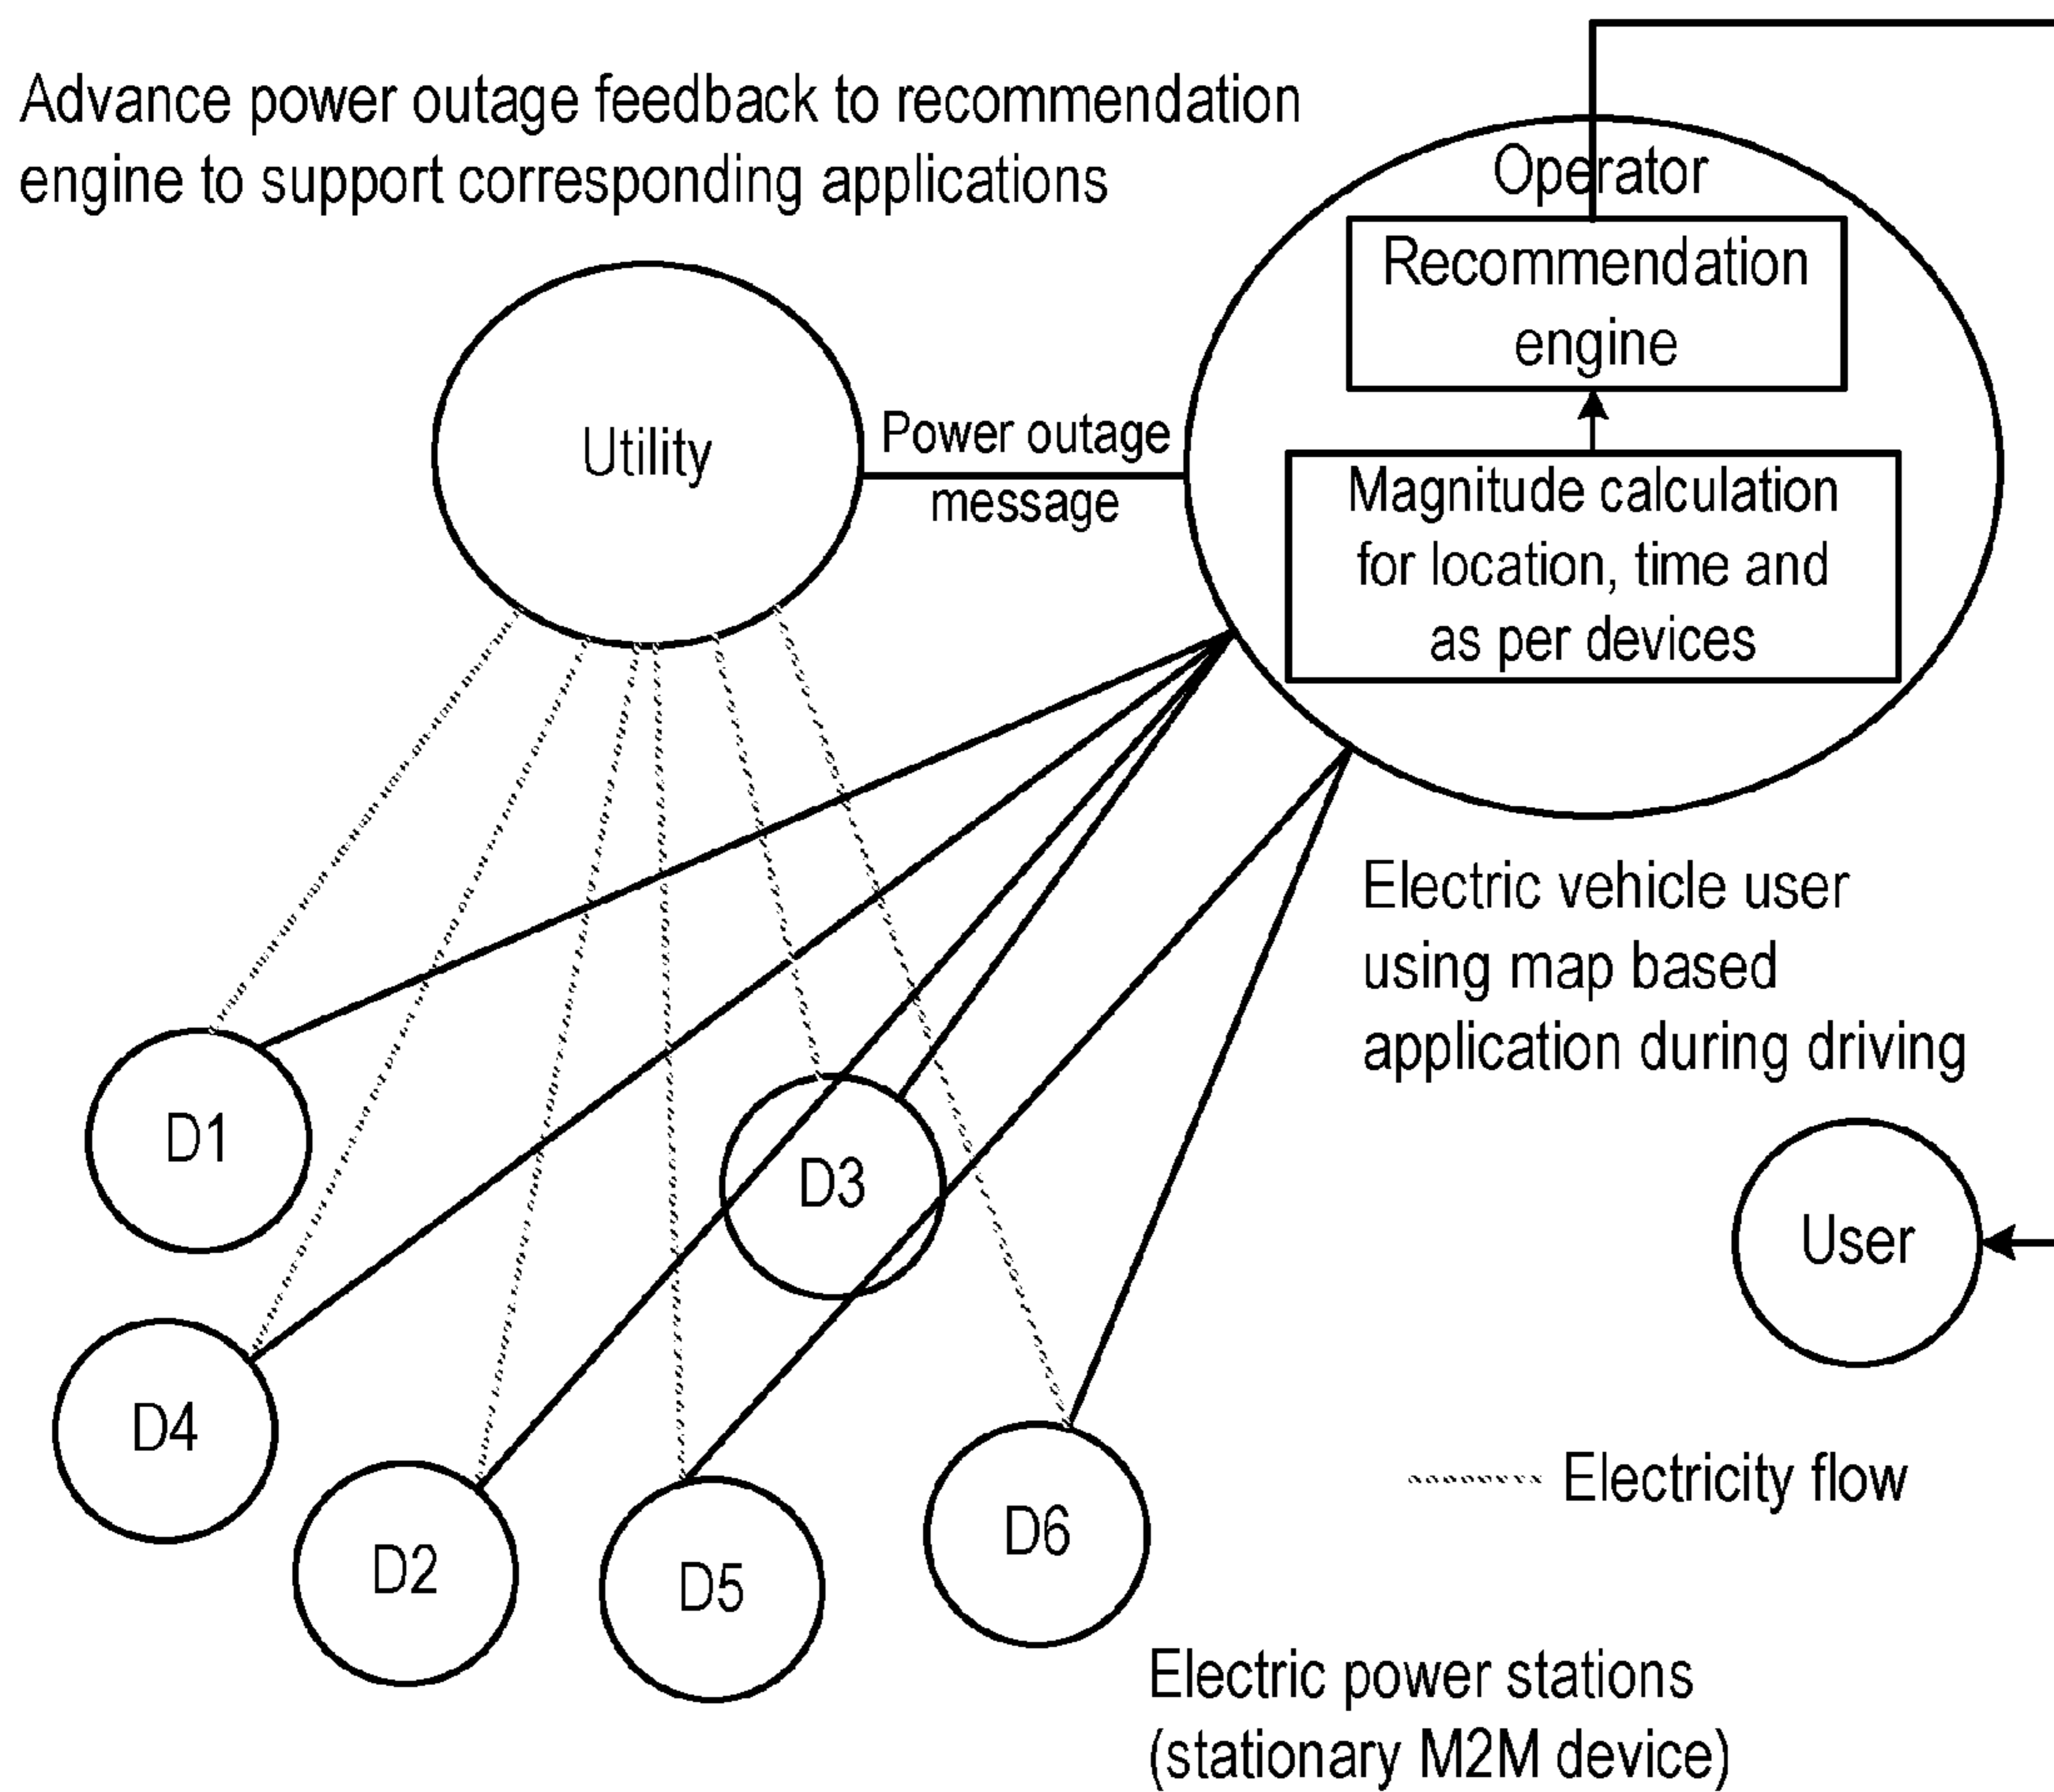 Advance power outage feedback to recommendation
engine to support corresponding applications
Operator
Recommendation
engine
Utility
Power outage
message
Magnitude calculation
for location, time and
as per devices
Electric vehicle user
using map based
application during driving
D1
D3
User
D4
D2
D5
D6
Electricity flow
Electric power stations
(stationary M2M device)